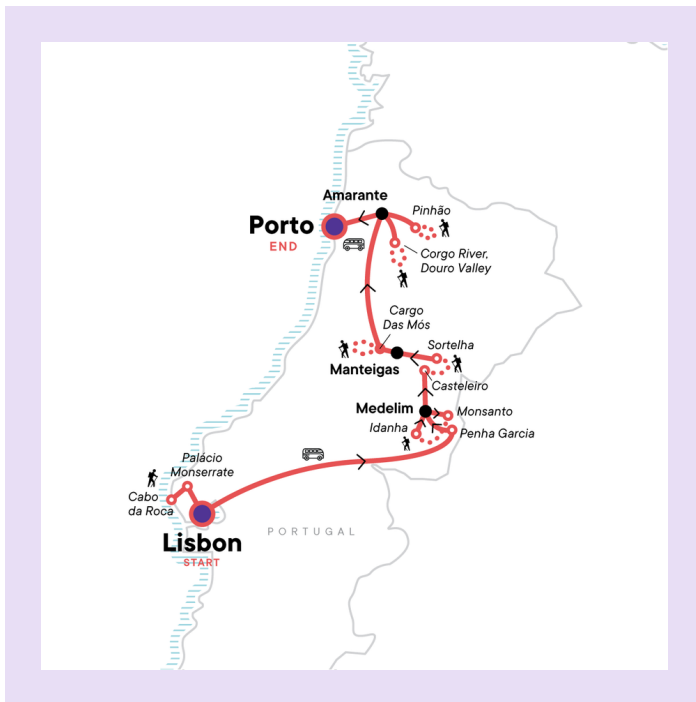 Amarante
Pinhão
Porto
END
Corgo River,
Douro Valley
Cargo
Das Mós
Sortelha
Manteigas
Casteleiro
Medelim
Monsanto
Idanha
Penha Garcia
Palácio
Monserrate
Cabo
da Roca
PORTUGAL
Lisbon
START